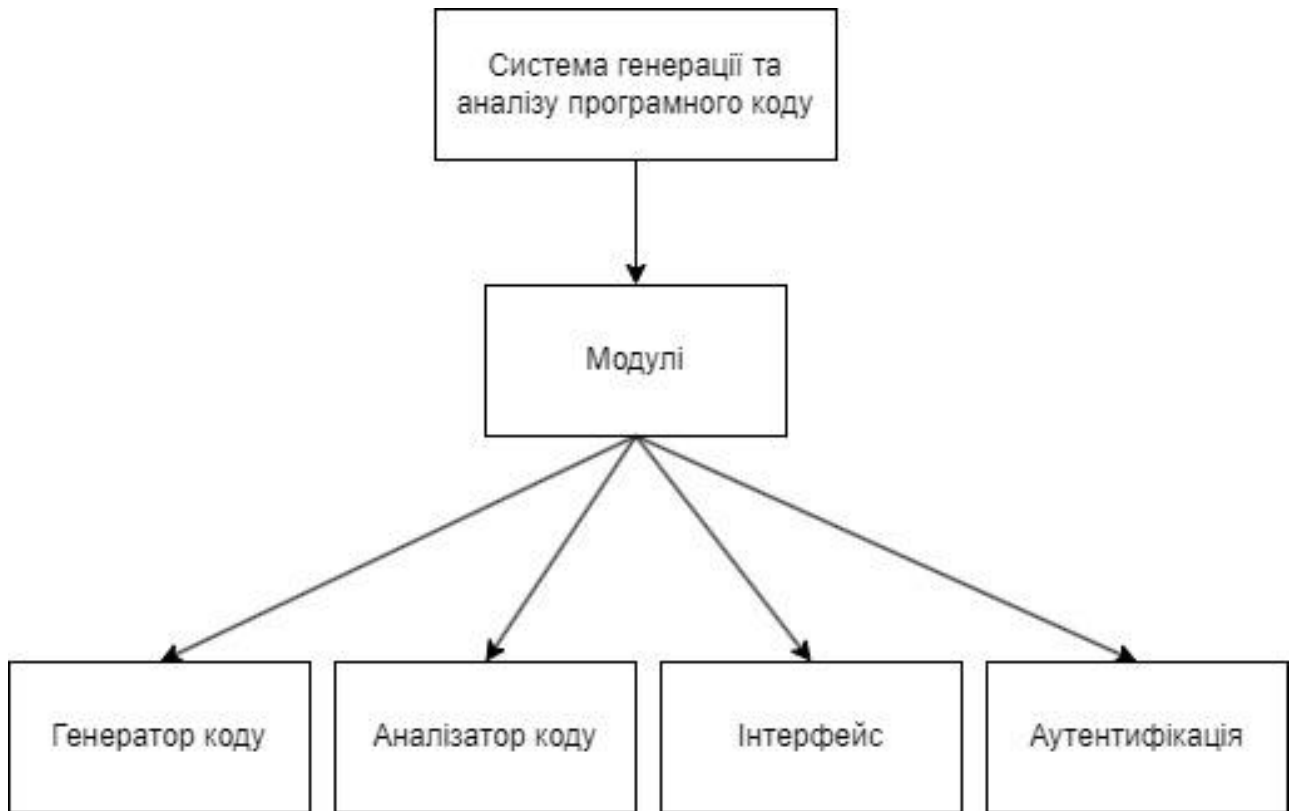 Система генерації та
аналізу програмного коду
Модулі
Генератор коду
Аналізатор коду
Інтерфейс
Аутентифікація